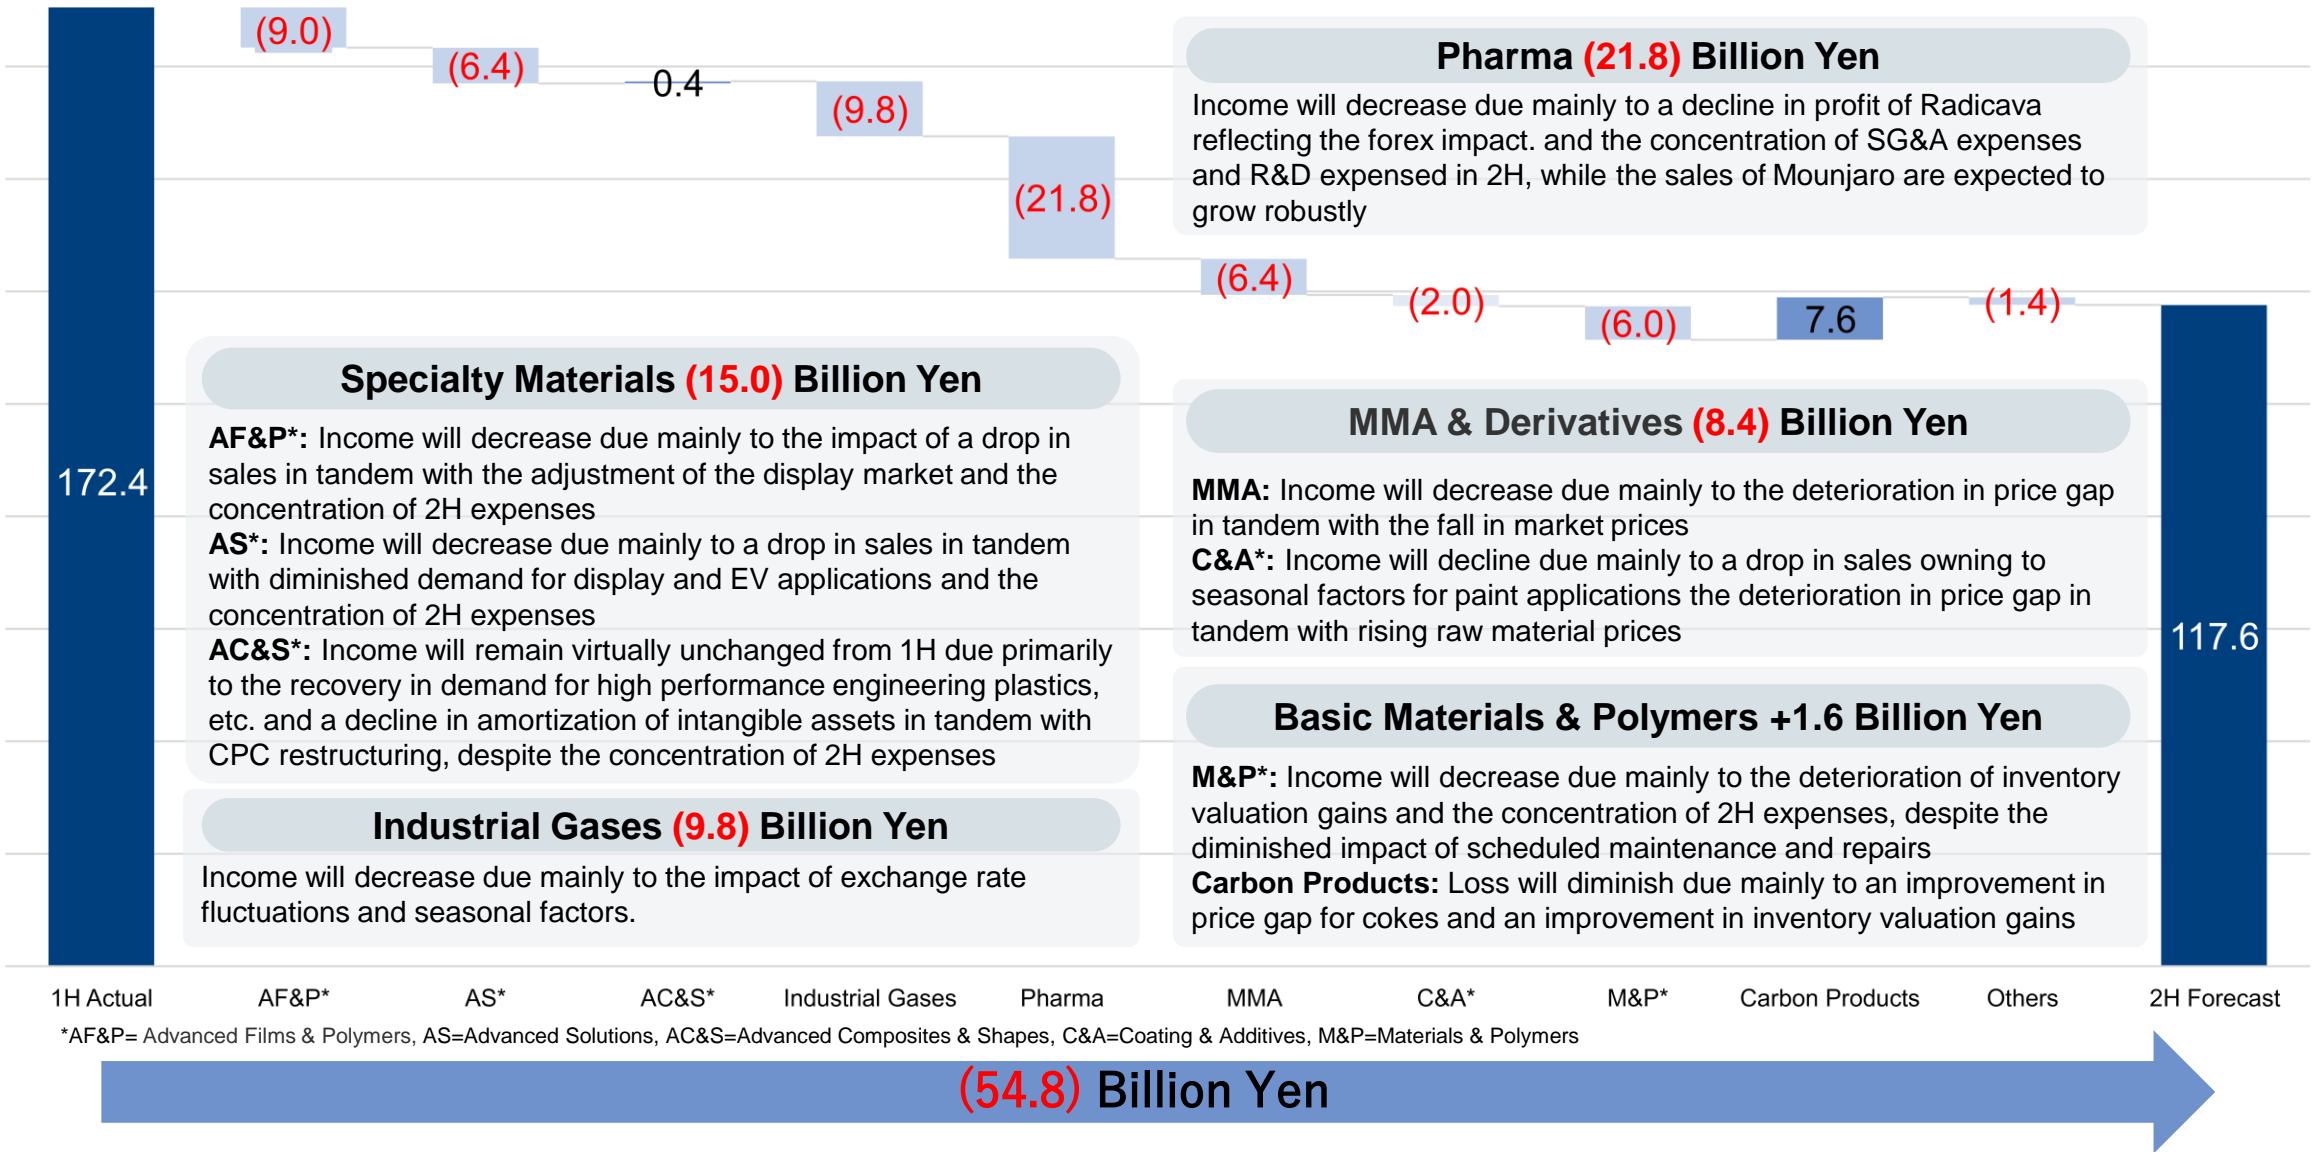 (9.0)
(6.4)
0.4
(9.8)
(21.8)
(6.4)
(2.0)
(6.0)
7.6
(1.4)
172.4
117.6
Pharma (21.8) Billion Yen
Income will decrease due mainly to a decline in profit of Radicava
reflecting the forex impact. and the concentration of SG&A expenses
and R&D expensed in 2H, while the sales of Mounjaro are expected to
grow robustly
Specialty Materials (15.0) Billion Yen
AF&P*: Income will decrease due mainly to the impact of a drop in
sales in tandem with the adjustment of the display market and the
concentration of 2H expenses
AS*: Income will decrease due mainly to a drop in sales in tandem
with diminished demand for display and EV applications and the
concentration of 2H expenses
AC&S*: Income will remain virtually unchanged from 1H due primarily
to the recovery in demand for high performance engineering plastics,
etc. and a decline in amortization of intangible assets in tandem with
CPC restructuring, despite the concentration of 2H expenses
Industrial Gases (9.8) Billion Yen
Income will decrease due mainly to the impact of exchange rate
fluctuations and seasonal factors.
MMA & Derivatives (8.4) Billion Yen
MMA: Income will decrease due mainly to the deterioration in price gap
in tandem with the fall in market prices
C&A*: Income will decline due mainly to a drop in sales owning to
seasonal factors for paint applications the deterioration in price gap in
tandem with rising raw material prices
Basic Materials & Polymers +1.6 Billion Yen
M&P*: Income will decrease due mainly to the deterioration of inventory
valuation gains and the concentration of 2H expenses, despite the
diminished impact of scheduled maintenance and repairs
Carbon Products: Loss will diminish due mainly to an improvement in
price gap for cokes and an improvement in inventory valuation gains
1H Actual
AF&P*
AS*
AC&S*
Industrial Gases
Pharma
MMA
C&A*
M&P*
Carbon Products
Others
2H Forecast
*AF&P= Advanced Films & Polymers, AS=Advanced Solutions, AC&S=Advanced Composites & Shapes, C&A=Coating & Additives, M&P=Materials & Polymers
(54.8) Billion Yen